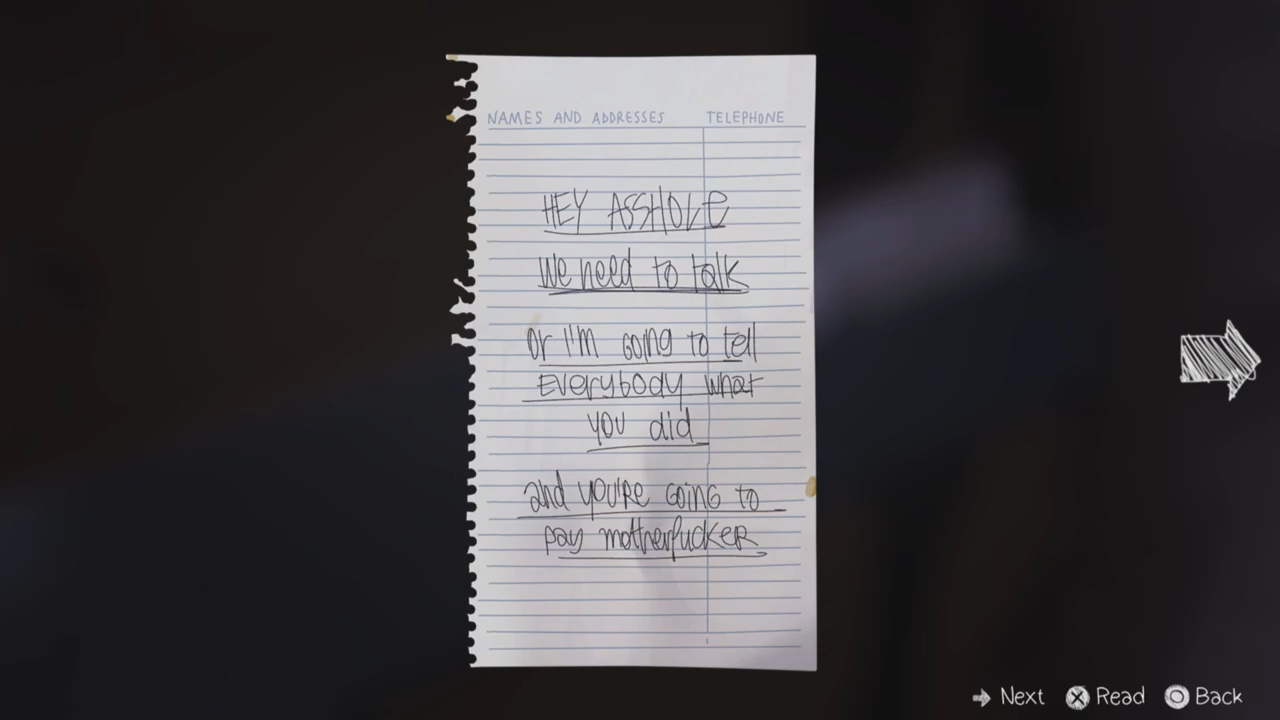 NAMES AND ADDRESSES TELEPHONE
HEY ASSHOLE
We need to talk
Or I'm going to tell
Everybody what
you did
and you're going to
pay motherfucker
Next Read Back